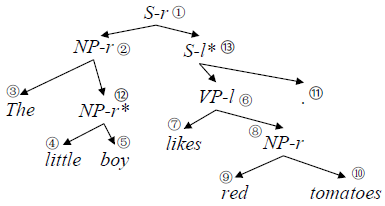 S-r ①
NP-r ② S-l* ⑬
③ The NP-r* ⑫ VP-l ⑥ . ⑪
④ little ⑤ boy ⑦ likes ⑧ NP-r
⑨ red ⑩ tomatoes